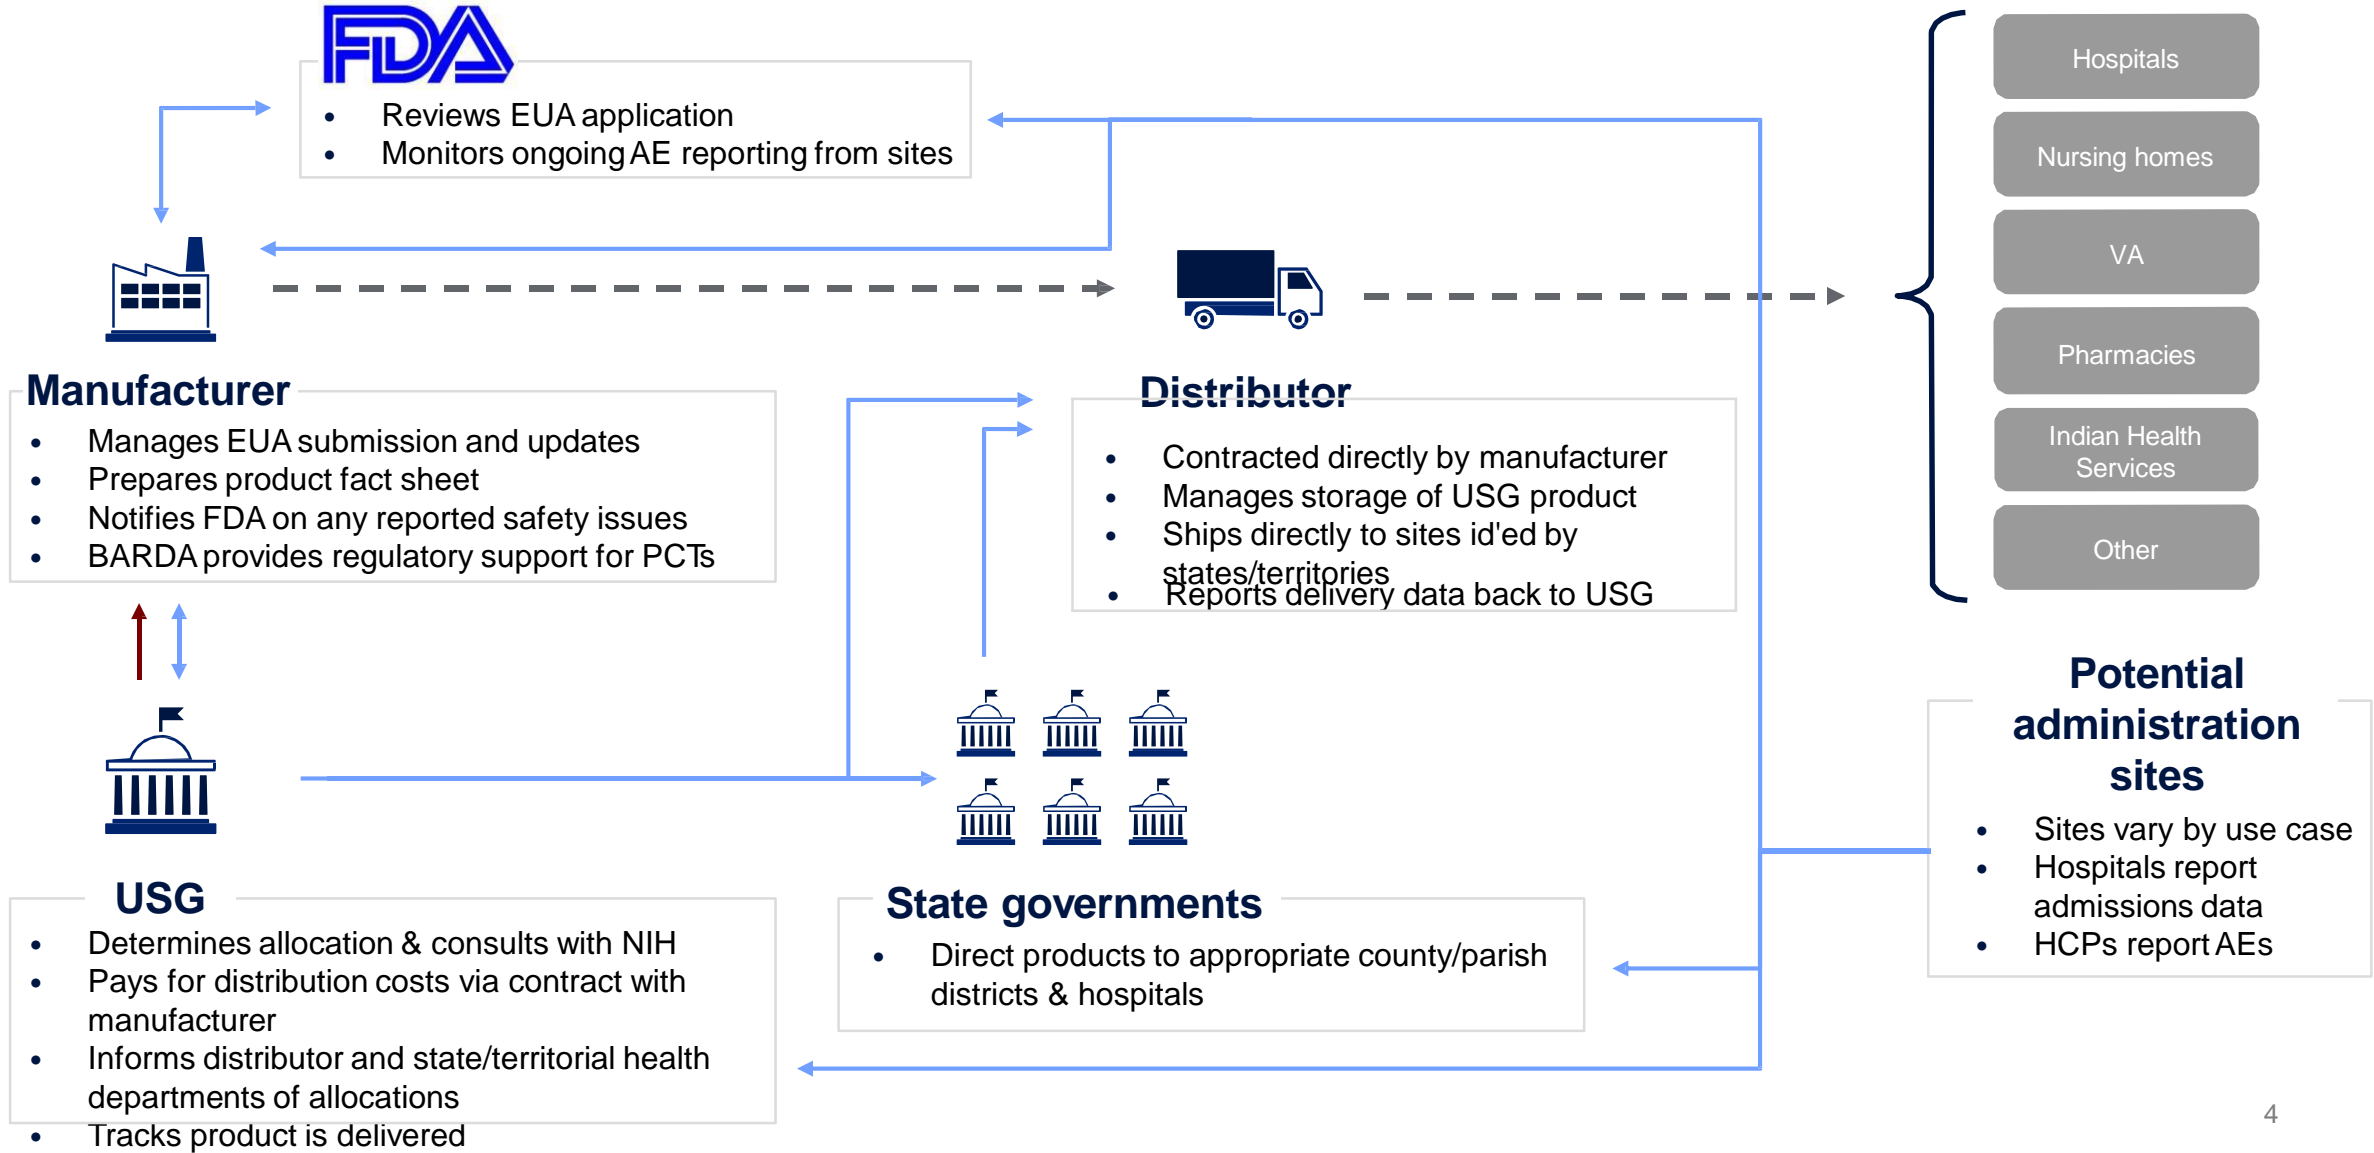 FDA
• Reviews EUA application
• Monitors ongoing AE reporting from sites
Hospitals
Nursing homes
VA
Pharmacies
Indian Health
Services
Other
Manufacturer
• Manages EUA submission and updates
• Prepares product fact sheet
• Notifies FDA on any reported safety issues
• BARDA provides regulatory support for PCTs
Distributor
• Contracted directly by manufacturer
• Manages storage of USG product
• Ships directly to sites id'ed by
states/territories
• Reports delivery data back to USG
Potential
administration
sites
• Sites vary by use case
• Hospitals report
admissions data
• HCPs report AEs
USG
• Determines allocation & consults with NIH
• Pays for distribution costs via contract with
manufacturer
• Informs distributor and state/territorial health
departments of allocations
• Tracks product is delivered
State governments
• Direct products to appropriate county/parish
districts & hospitals
4